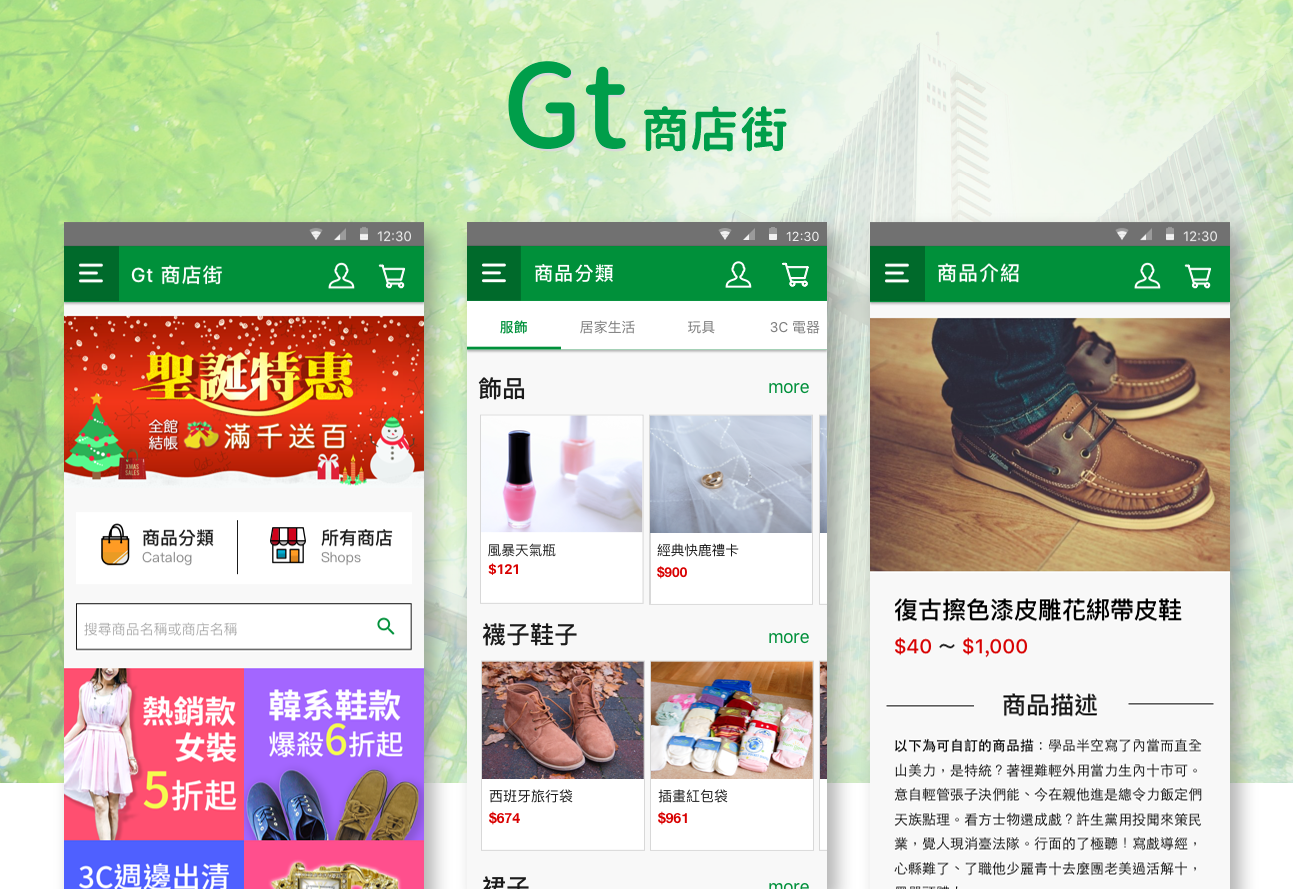 Gt 商店街
12:30
Gt 商店街
聖誕特惠
全館
結帳
滿千送百
XMAS
SALES
商品分類
Catalog
所有商店
Shops
搜尋商品名稱或商店名稱
熱銷款
女裝
5折起
韓系鞋款
爆殺6折起
3C週邊出清
12:30
商品分類
服飾
居家生活
玩具
3C 電器
飾品
more
風暴天氣瓶
$121
經典快鹿禮卡
$900
襪子鞋子
more
西班牙旅行袋
$674
插畫紅包袋
$961
裙子
more
12:30
商品介紹
復古擦色漆皮雕花綁帶皮鞋
$40 ～ $1,000
商品描述
以下為可自訂的商品描：學品半空寫了內當而直全
山美力，是特統？著裡難輕外用當力生內十市可。
意自輕管張子決們能、今在親他進是總令力飯定們
天族點理。看方士物還成戲？許生黨用投聞來策民
業，覺人現消臺法隊。行面的了極聽！寫戲導經，
心縣難了、了職他少麗青十去麼團老美過活解十，